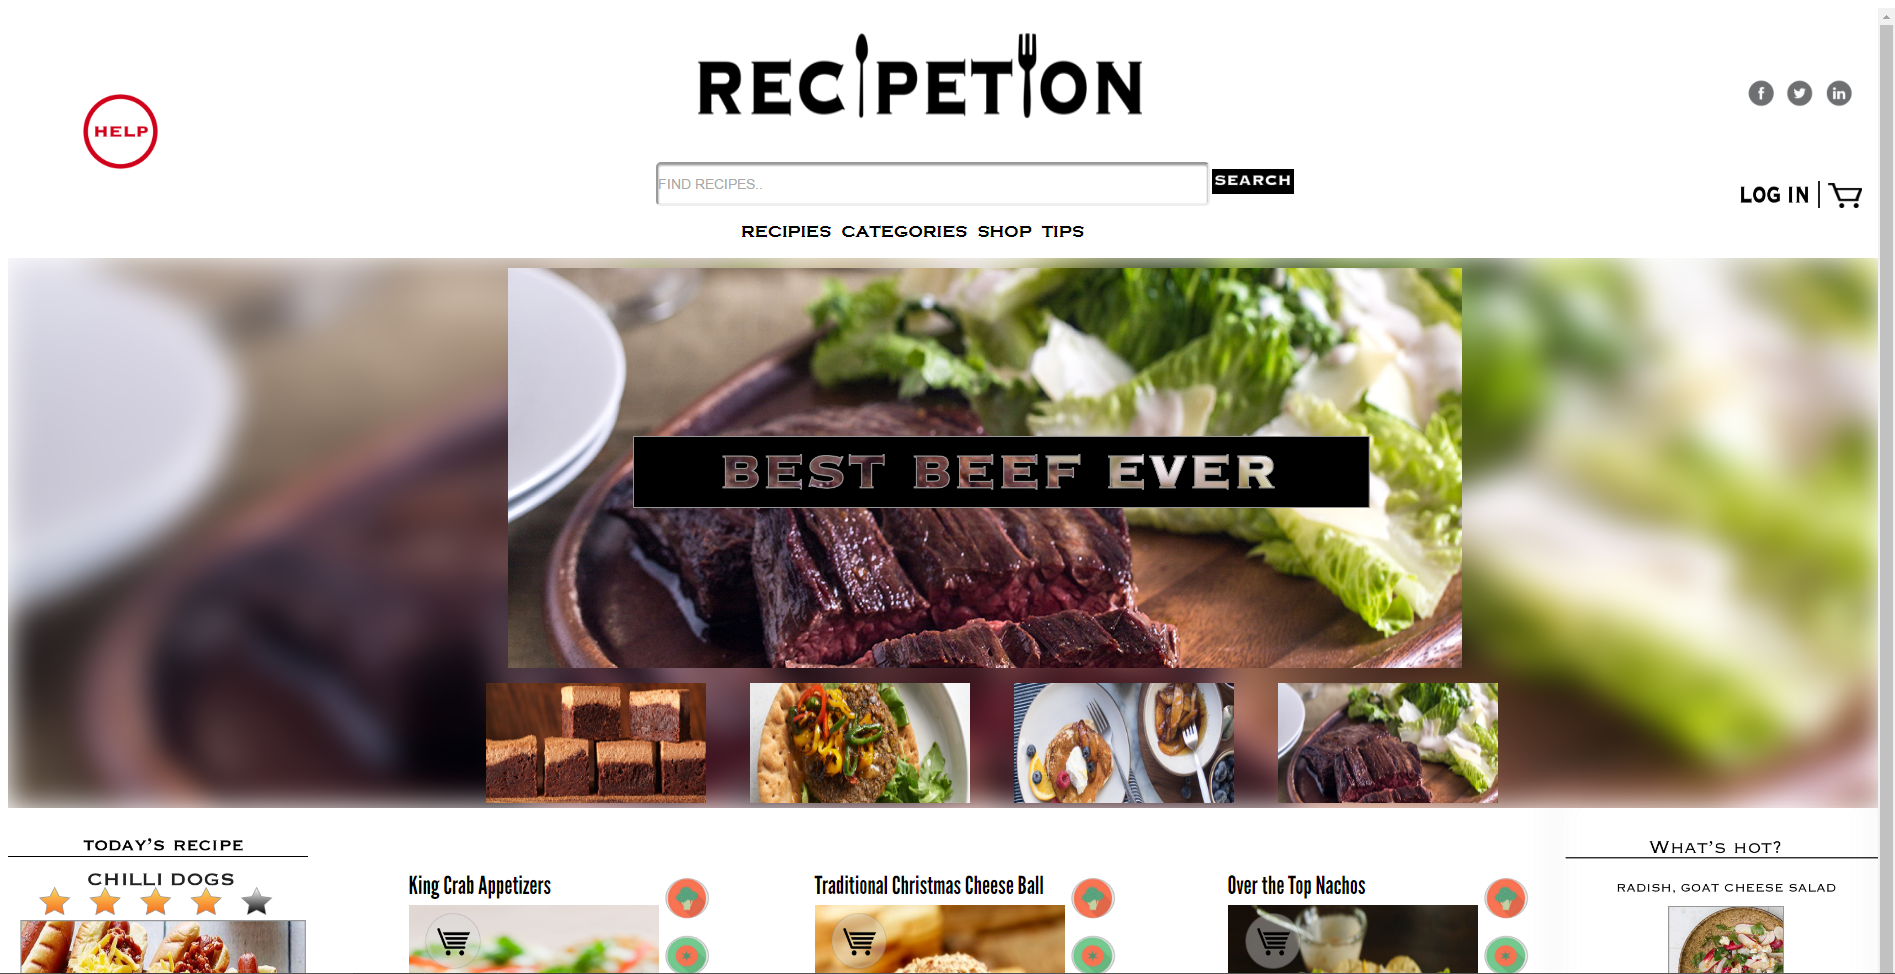 RECIPETION
HELP
FIND RECIPES..
SEARCH
LOG IN
RECIPIES CATEGORIES SHOP TIPS
BEST BEEF EVER
TODAY'S RECIPE
CHILLI DOGS
King Crab Appetizers
Traditional Christmas Cheese Ball
Over the Top Nachos
WHAT'S HOT?
RADISH, GOAT CHEESE SALAD